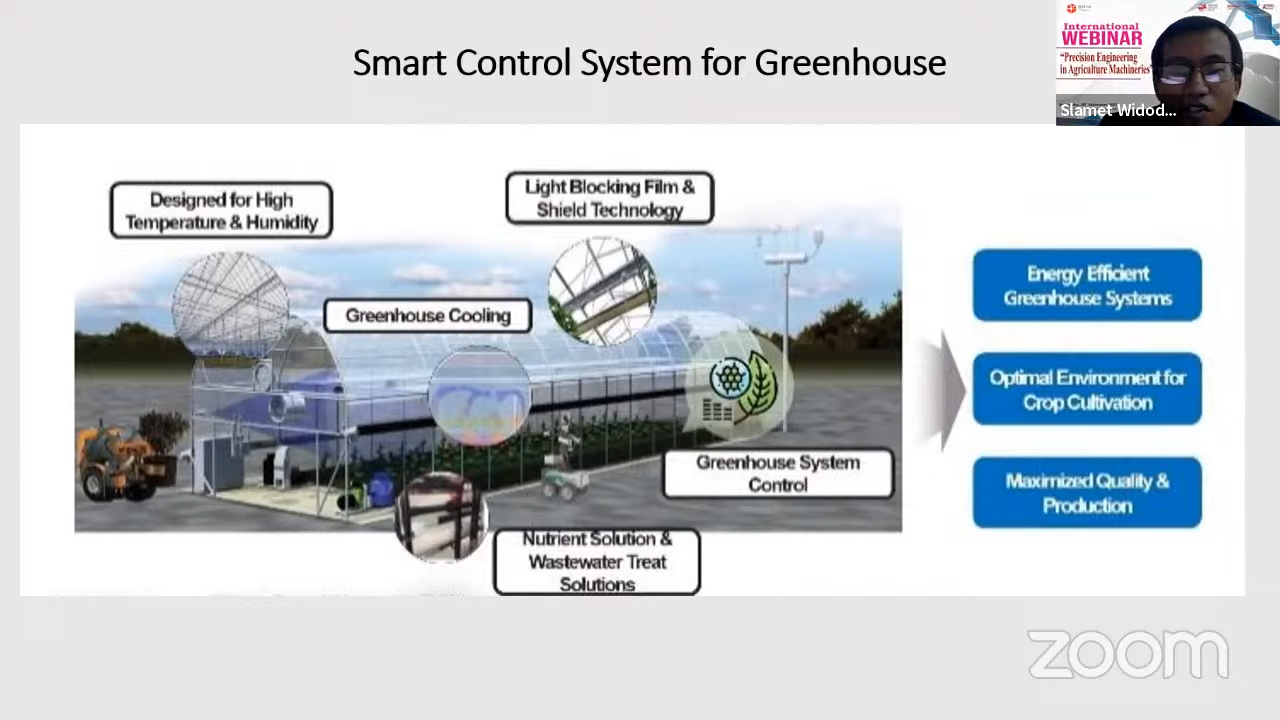 Smart Control System for Greenhouse
International
WEBINAR
"Precision Engineering
in Agriculture Machineries"
Slamet Widod...
Designed for High
Temperature & Humidity
Light Blocking Film &
Shield Technology
Greenhouse Cooling
Greenhouse System
Control
Nutrient Solution &
Wastewater Treat
Solutions
Energy Efficient
Greenhouse Systems
Optimal Environment for
Crop Cultivation
Maximized Quality &
Production
zoom